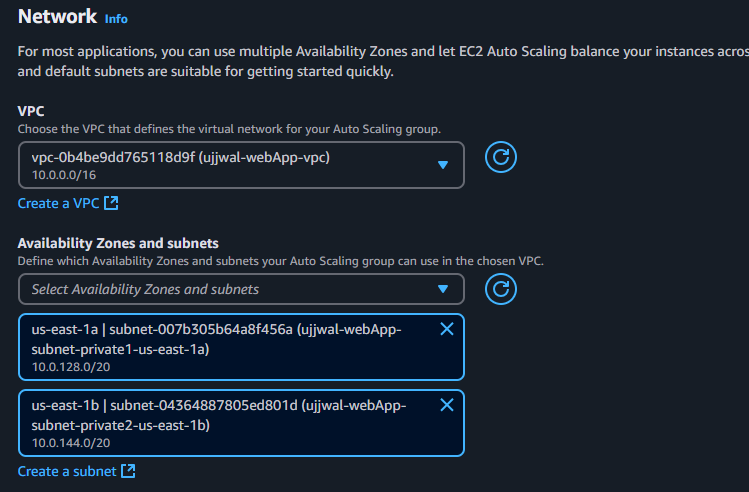 Network Info
For most applications, you can use multiple Availability Zones and let EC2 Auto Scaling balance your instances
and default subnets are suitable for getting started quickly.
VPC
Choose the VPC that defines the virtual network for your Auto Scaling group.
vpc-0b4be9dd765118d9f (ujjwal-webApp-vpc)
10.0.0.0/16
Create a VPC
Availability Zones and subnets
Define which Availability Zones and subnets your Auto Scaling group can use in the chosen VPC.
Select Availability Zones and subnets
us-east-1a | subnet-007b305b64a8f456a (ujjwal-webApp-
subnet-private1-us-east-1a)
10.0.128.0/20
us-east-1b | subnet-04364887805ed801d (ujjwal-webApp-
subnet-private2-us-east-1b)
10.0.144.0/20
Create a subnet